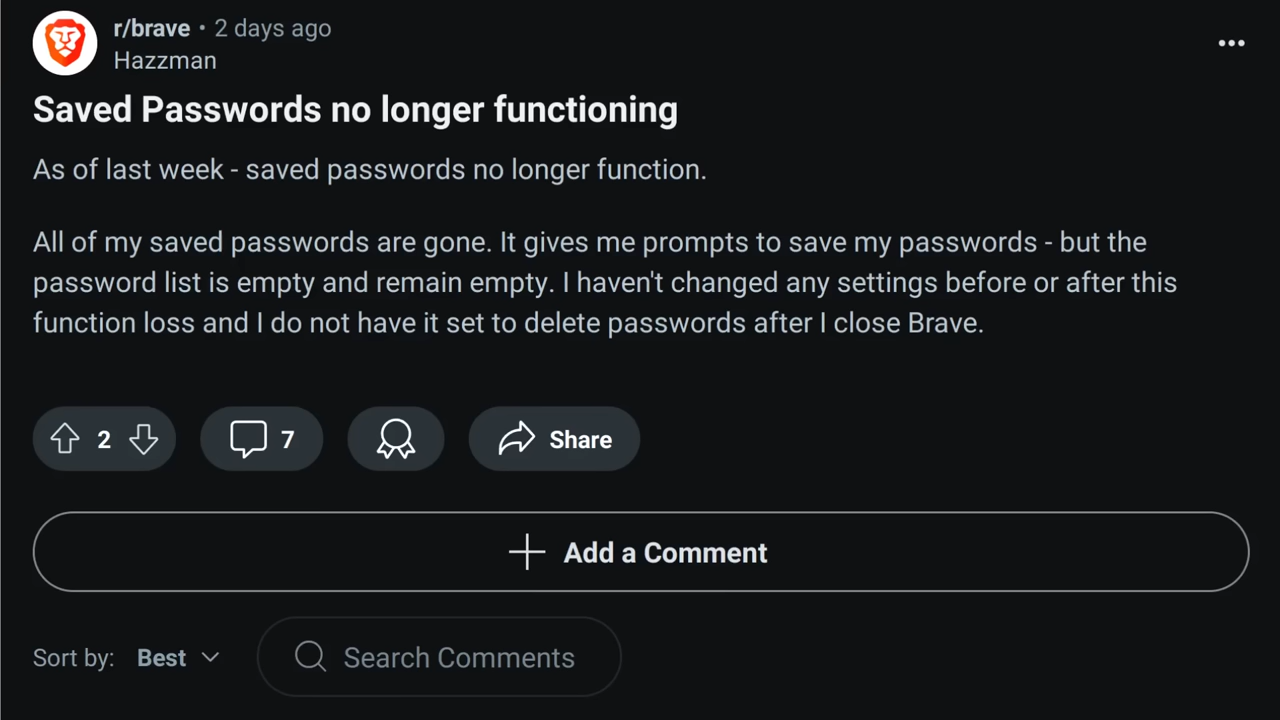 r/brave • 2 days ago
Hazzman
Saved Passwords no longer functioning
As of last week - saved passwords no longer function.
All of my saved passwords are gone. It gives me prompts to save my passwords - but the
password list is empty and remain empty. I haven't changed any settings before or after this
function loss and I do not have it set to delete passwords after I close Brave.
2 7 Share
Add a Comment
Sort by: Best Search Comments